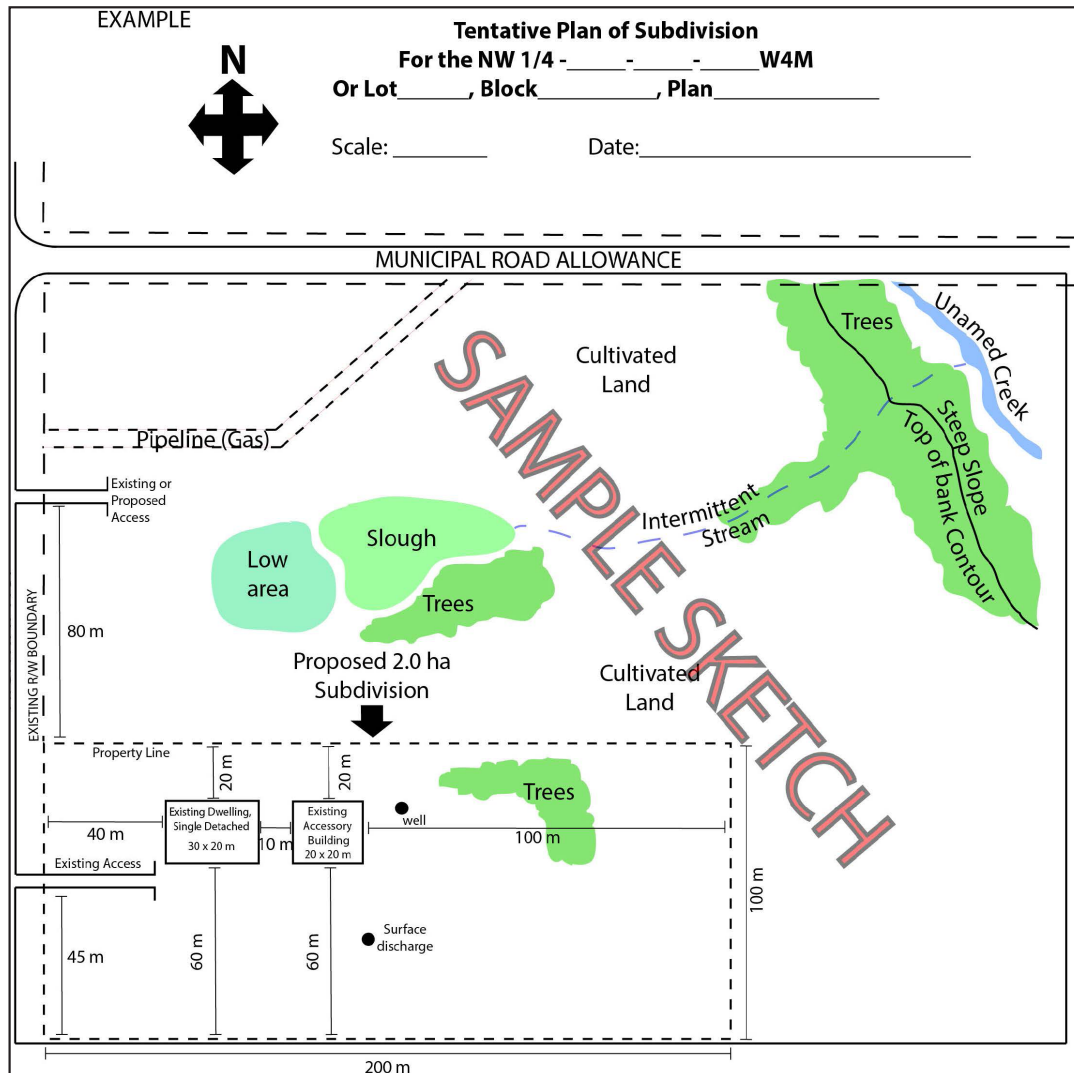 EXAMPLE
Tentative Plan of Subdivision
For the NW 1/4 -_____-_____-_____W4M
Or Lot______, Block__________, Plan______________
N
Scale: ________
Date:____________________________
MUNICIPAL ROAD ALLOWANCE
Trees
Unamed Creek
Cultivated
Land
Pipeline (Gas)
Steep Slope
Top of bank Contour
Existing or
Proposed
Access
Intermittent
Stream
Slough
Low
area
Trees
EXISTING R/W BOUNDARY
80 m
Proposed 2.0 ha
Subdivision
Cultivated
Land
SAMPLE SKETCH
Property Line
20 m
20 m
Trees
Existing Dwelling,
Single Detached
30 x 20 m
Existing
Accessory
Building
20 x 20 m
well
40 m
10 m
100 m
Existing Access
100 m
45 m
60 m
60 m
Surface
discharge
200 m